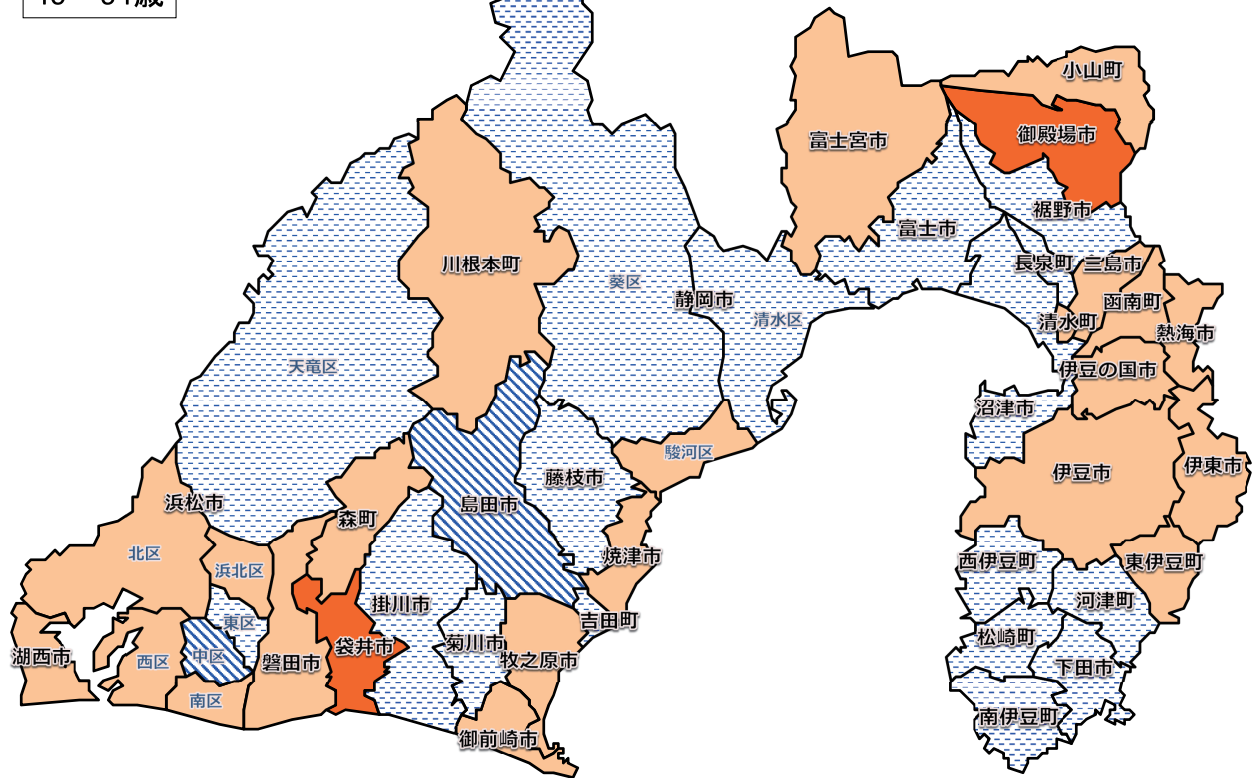 小山町
御殿場市
富士宮市
裾野市
富士市
川根本町
長泉町
三島市
葵区
静岡市
函南町
清水区
清水町
熱海市
天竜区
伊豆の国市
沼津市
駿河区
伊豆市
伊東市
藤枝市
浜松市
島田市
森町
北区
焼津市
西伊豆町
東伊豆町
浜北区
掛川市
河津町
東区
吉田町
松崎町
菊川市
袋井市
湖西市
西区
中区
磐田市
牧之原市
下田市
南区
南伊豆町
御前崎市